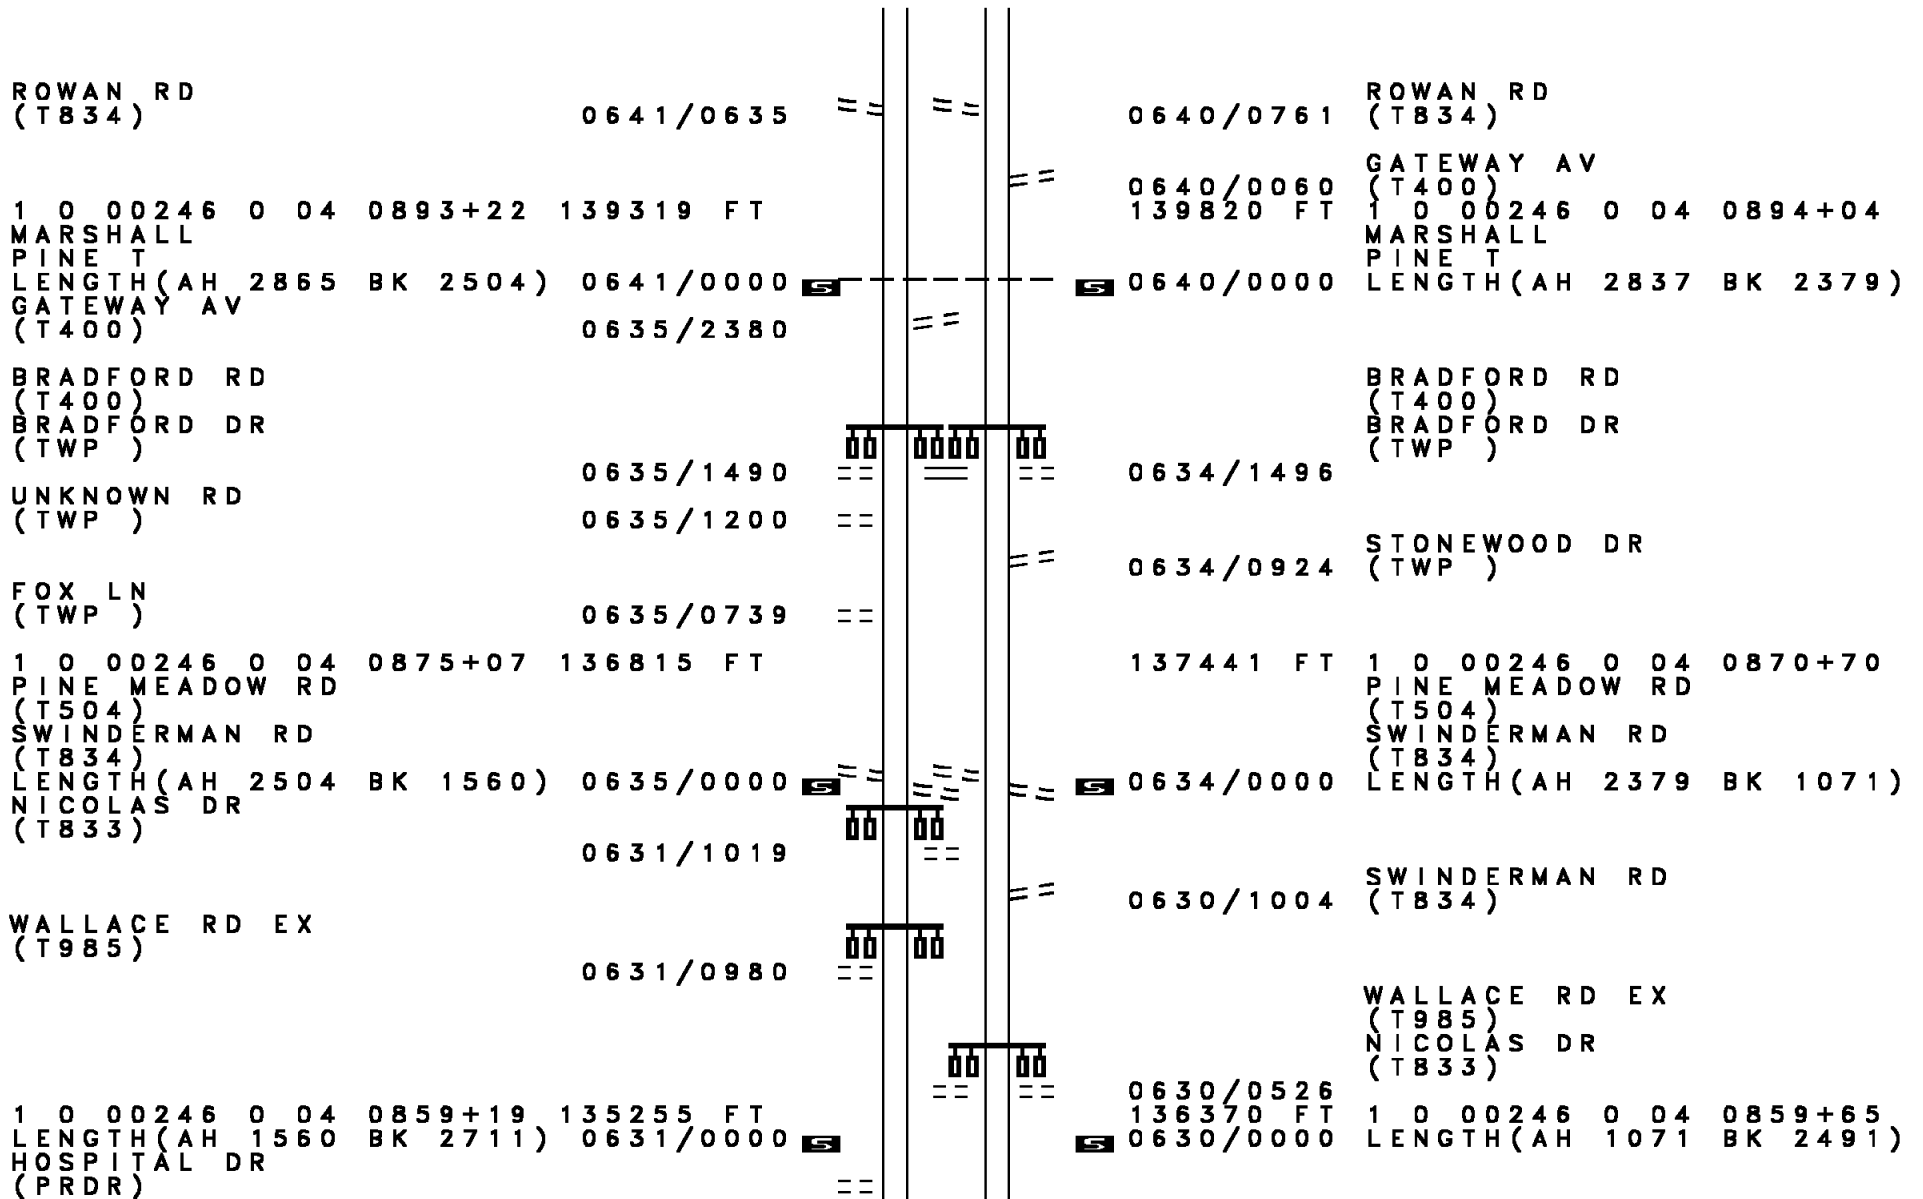 ROWAN RD
(T834) 0641/0635
ROWAN RD
0640/0761 (T834)
GATEWAY AV
0640/0060 (T400)
1 0 00246 0 04 0893+22 139319 FT
139820 FT 1 0 00246 0 04 0894+04
MARSHALL
MARSHALL
PINE T
PINE T
LENGTH(AH 2865 BK 2504) 0641/0000 S
S 0640/0000 LENGTH(AH 2837 BK 2379)
GATEWAY AV
(T400) 0635/2380
BRADFORD RD
BRADFORD RD
(T400)
(T400)
BRADFORD DR
BRADFORD DR
(TWP )
(TWP )
0635/1490
0634/1496
UNKNOWN RD
(TWP ) 0635/1200
STONEWOOD DR
0634/0924 (TWP )
FOX LN
(TWP ) 0635/0739
1 0 00246 0 04 0875+07 136815 FT
137441 FT 1 0 00246 0 04 0870+70
PINE MEADOW RD
PINE MEADOW RD
(T504)
(T504)
SWINDERMAN RD
SWINDERMAN RD
(T834)
(T834)
LENGTH(AH 2504 BK 1560) 0635/0000 S
S 0634/0000 LENGTH(AH 2379 BK 1071)
NICOLAS DR
(T833)
0631/1019
SWINDERMAN RD
0630/1004 (T834)
WALLACE RD EX
(T985)
0631/0980
WALLACE RD EX
(T985)
NICOLAS DR
(T833)
0630/0526
1 0 00246 0 04 0859+19 135255 FT
136370 FT 1 0 00246 0 04 0859+65
LENGTH(AH 1560 BK 2711) 0631/0000 S
S 0630/0000 LENGTH(AH 1071 BK 2491)
HOSPITAL DR
(PRDR)